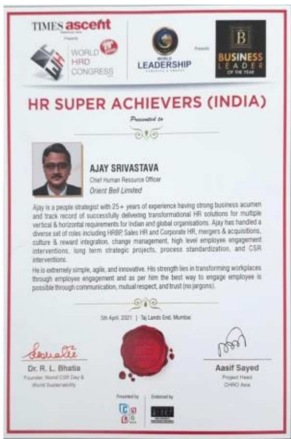 TIMES ascent
Presents
WORLD
HRD
CONGRESS
WORLD
LEADERSHIP
Presents
B
BUSINESS
LEADER
OF THE YEAR
HR SUPER ACHIEVERS (INDIA)
Presented to
AJAY SRIVASTAVA
Chief Human Resource Officer
Orient Bell Limited
Ajay is a people strategist with 25+ years of experience having strong business acumen
and track record of successfully delivering transformational HR solutions for multiple
vertical & horizontal requirements for Indian and global organisations. Ajay has handled a
diverse set of roles including HRBP, Sales HR and Corporate HR, mergers & acquisitions,
culture & reward integration, change management, high level employee engagement
interventions, long term strategic projects, process standardization, and CSR
interventions.
He is extremely simple, agile, and innovative. His strength lies in transforming workplaces
through employee engagement and as per him the best way to engage employee is
possible through communication, mutual respect, and trust (no jargons).
5th April, 2021 | Taj Lands End, Mumbai
Dr. R. L. Bhatia
Founder World CSR Day &
World Sustainability
Aasif Sayed
Project Head
CHRO Asia
Presented by
Endorsed by